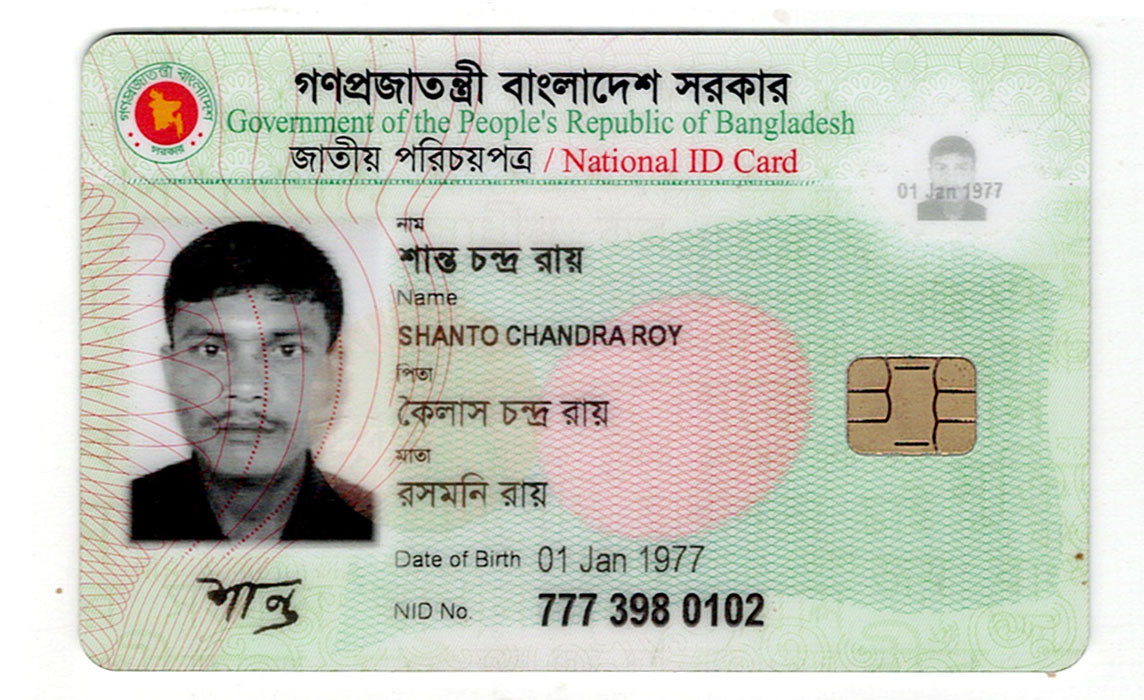 গণপ্রজাতন্ত্রী বাংলাদেশ সরকার
গণপ্রজাতন্ত্রী বাংলাদেশ সরকার
Government of the People's Republic of Bangladesh
জাতীয় পরিচয়পত্র / National ID Card
01 Jan 1977
নাম
শান্ত চন্দ্র রায়
Name
SHANTO CHANDRA ROY
পিতা
কৈলাস চন্দ্র রায়
মাতা
রসমনি রায়
Date of Birth 01 Jan 1977
শান্ত
NID No. 777 398 0102